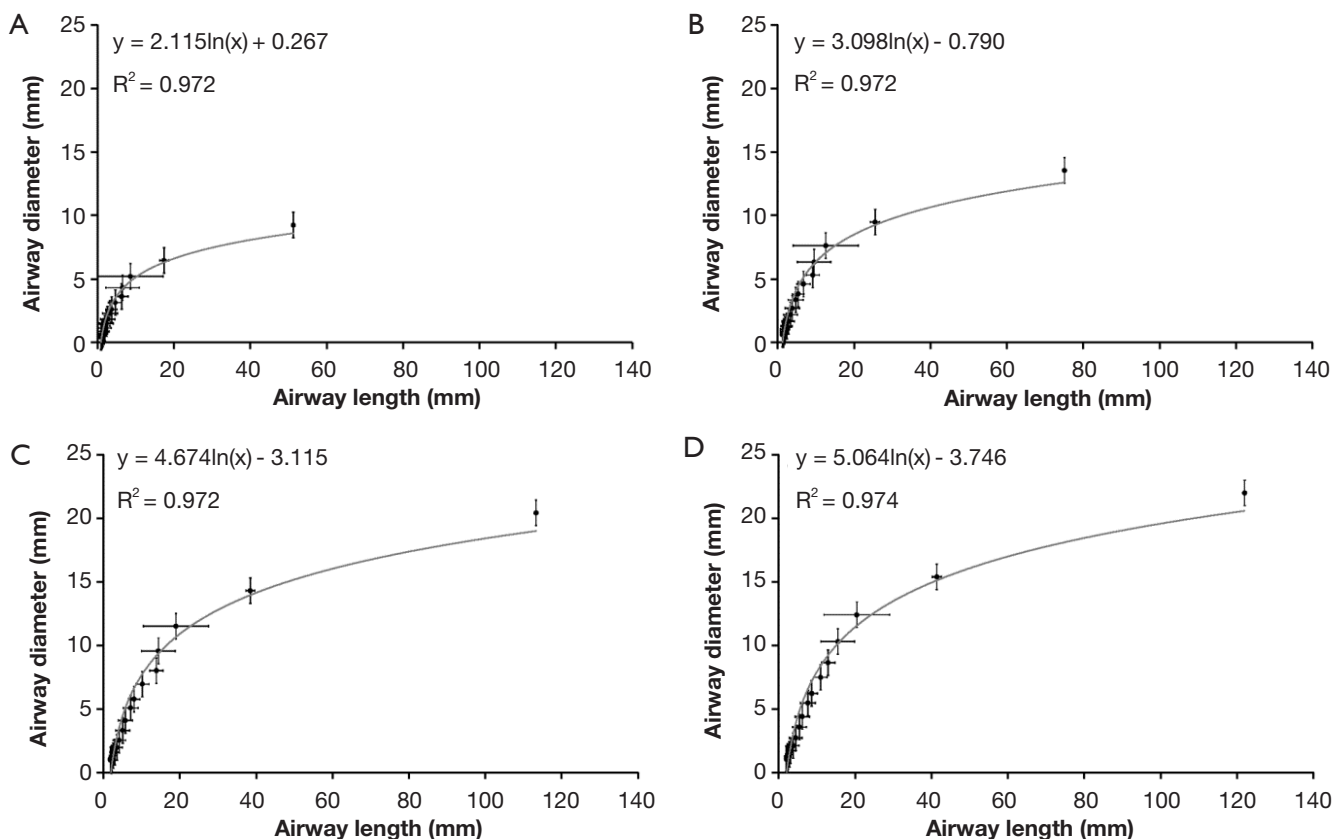 A
y = 2.115ln(x) + 0.267
R² = 0.972
Airway diameter (mm)
25
20
15
10
5
0
0 20 40 60 80 100 120 140
Airway length (mm)
B
y = 3.098ln(x) - 0.790
R² = 0.972
Airway diameter (mm)
25
20
15
10
5
0
0 20 40 60 80 100 120 140
Airway length (mm)
C
y = 4.674ln(x) - 3.115
R² = 0.972
Airway diameter (mm)
25
20
15
10
5
0
0 20 40 60 80 100 120 140
Airway length (mm)
D
y = 5.064ln(x) - 3.746
R² = 0.974
Airway diameter (mm)
25
20
15
10
5
0
0 20 40 60 80 100 120 140
Airway length (mm)